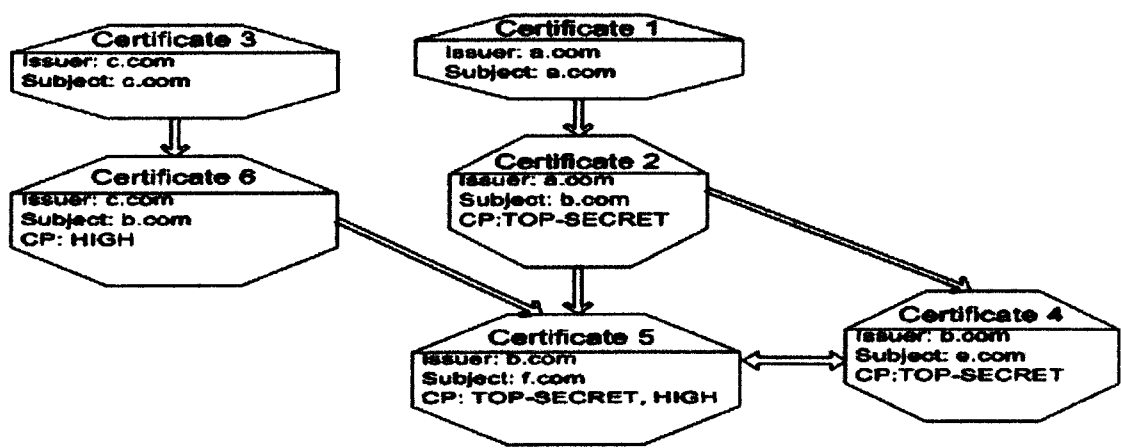 Certificate 3
Issuer: c.com
Subject: c.com
Certificate 1
Issuer: a.com
Subject: a.com
Certificate 6
Issuer: c.com
Subject: b.com
CP: HIGH
Certificate 2
Issuer: a.com
Subject: b.com
CP:TOP-SECRET
Certificate 5
Issuer: b.com
Subject: f.com
CP: TOP-SECRET, HIGH
Certificate 4
Issuer: b.com
Subject: e.com
CP:TOP-SECRET